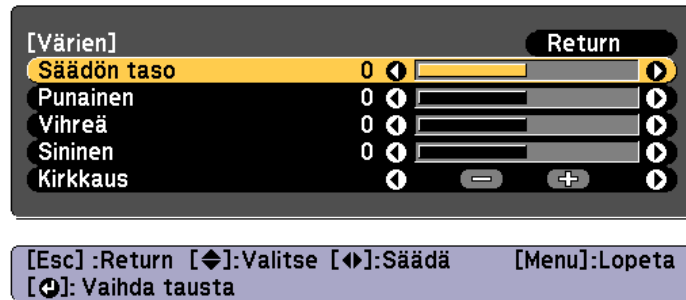 [Värien]
Return
Säädön taso 0
Punainen 0
Vihreä 0
Sininen 0
Kirkkaus
[Esc] :Return [◆]:Valitse [◀▶]:Säädä [Menu]:Lopeta
[⏎]: Vaihda tausta